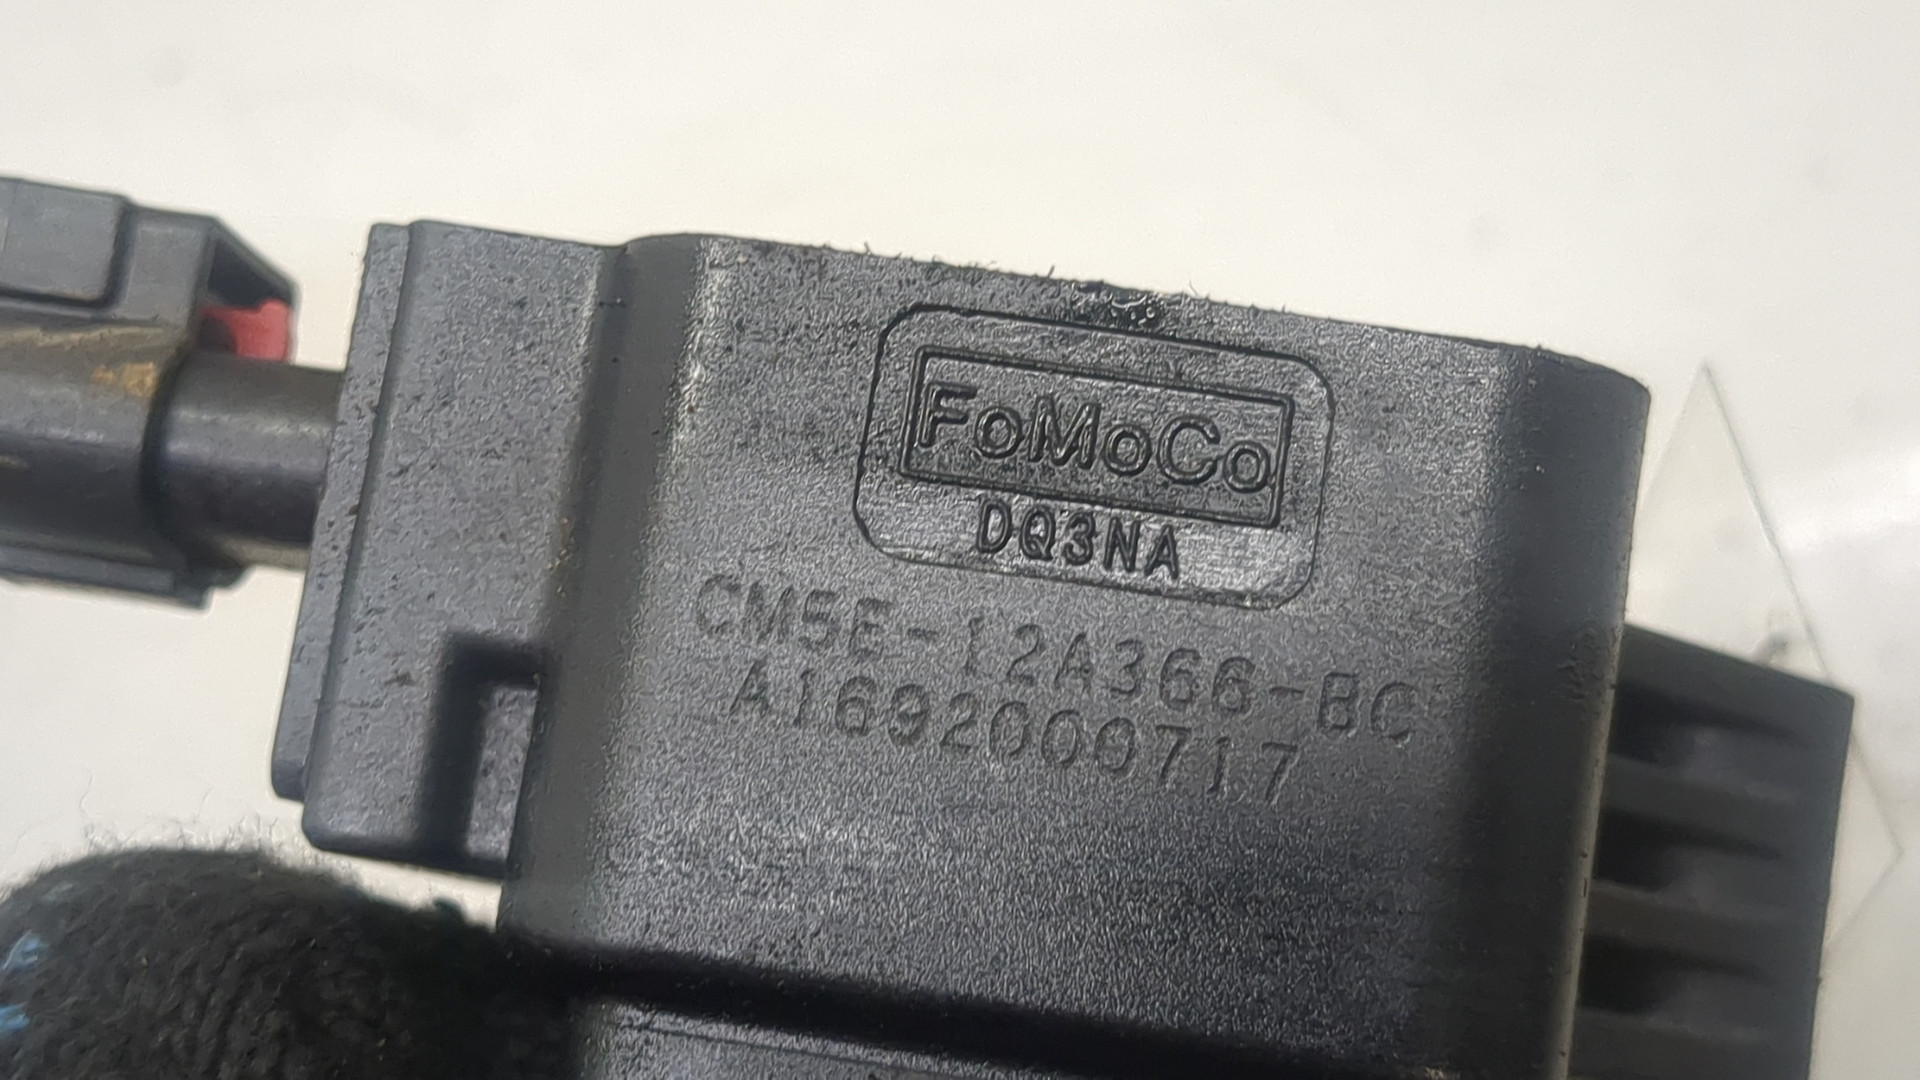 FoMoCo
DQ3NA
CM5E-12A366-BC
A1692000717